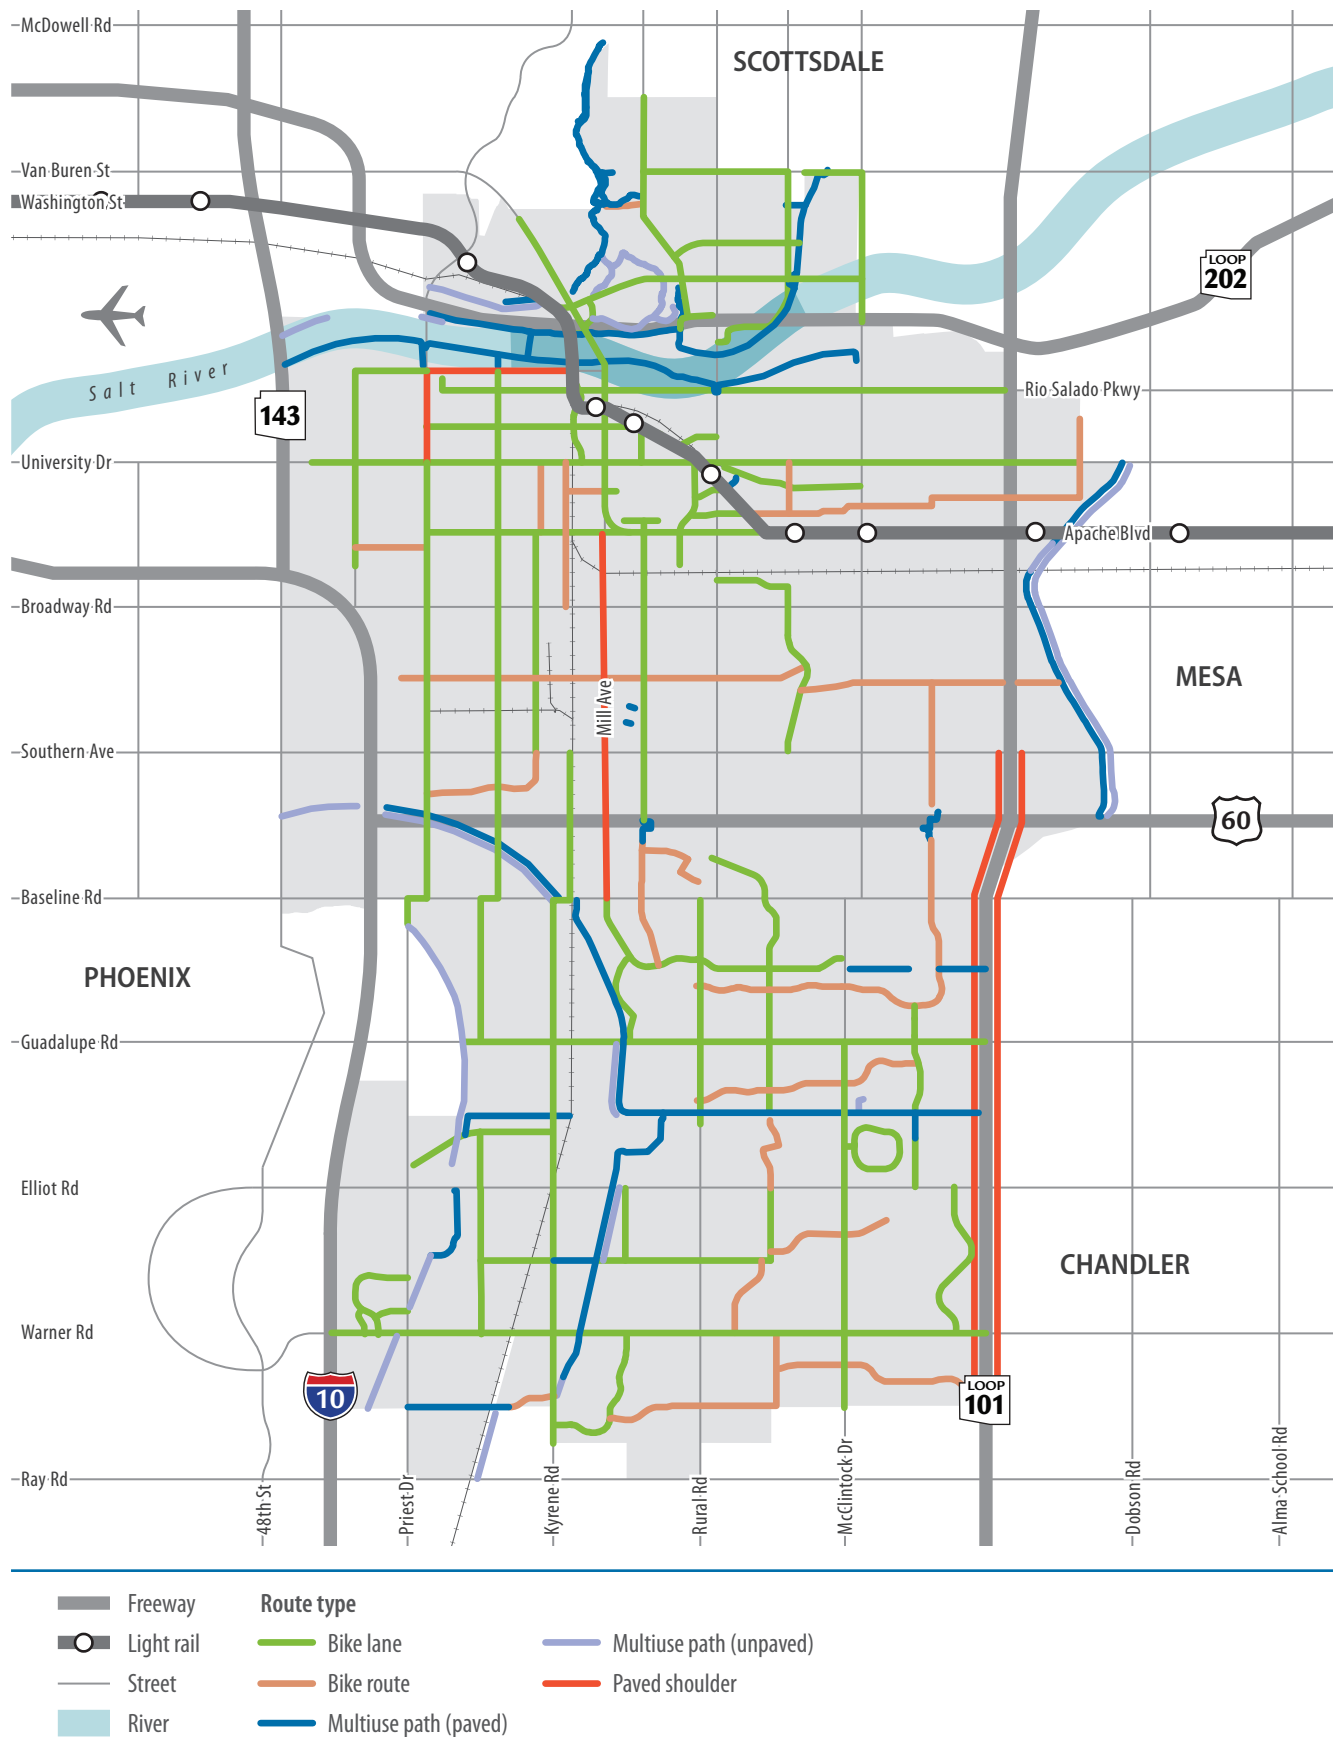 McDowell Rd
SCOTTSDALE
Van Buren St
Washington St
LOOP
202
Salt River
143
Rio Salado Pkwy
University Dr
Apache Blvd
Broadway Rd
MESA
Mill Ave
Southern Ave
60
Baseline Rd
PHOENIX
Guadalupe Rd
Elliot Rd
CHANDLER
Warner Rd
10
LOOP
101
Ray Rd
48th St
Priest Dr
Kyrene Rd
Rural Rd
McClintock Dr
Dobson Rd
Alma School Rd
Freeway
Route type
Light rail
Bike lane
Multiuse path (unpaved)
Street
Bike route
Paved shoulder
River
Multiuse path (paved)